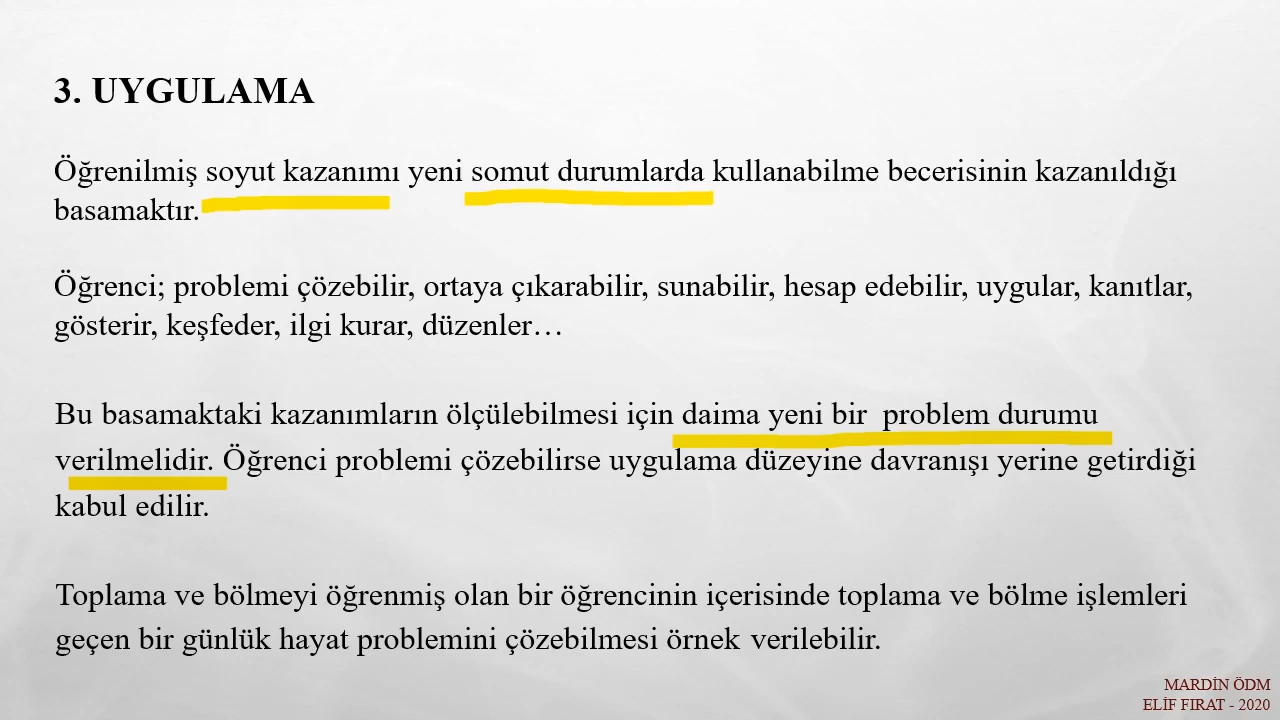 3. UYGULAMA
Öğrenilmiş soyut kazanımı yeni somut durumlarda kullanabilme becerisinin kazanıldığı
basamaktır.
Öğrenci; problemi çözebilir, ortaya çıkarabilir, sunabilir, hesap edebilir, uygular, kanıtlar,
gösterir, keşfeder, ilgi kurar, düzenler…
Bu basamaktaki kazanımların ölçülebilmesi için daima yeni bir  problem durumu
verilmelidir. Öğrenci problemi çözebilirse uygulama düzeyine davranışı yerine getirdiği
kabul edilir.
Toplama ve bölmeyi öğrenmiş olan bir öğrencinin içerisinde toplama ve bölme işlemleri
geçen bir günlük hayat problemini çözebilmesi örnek verilebilir.
MARDİN ÖDM
ELİF FIRAT - 2020